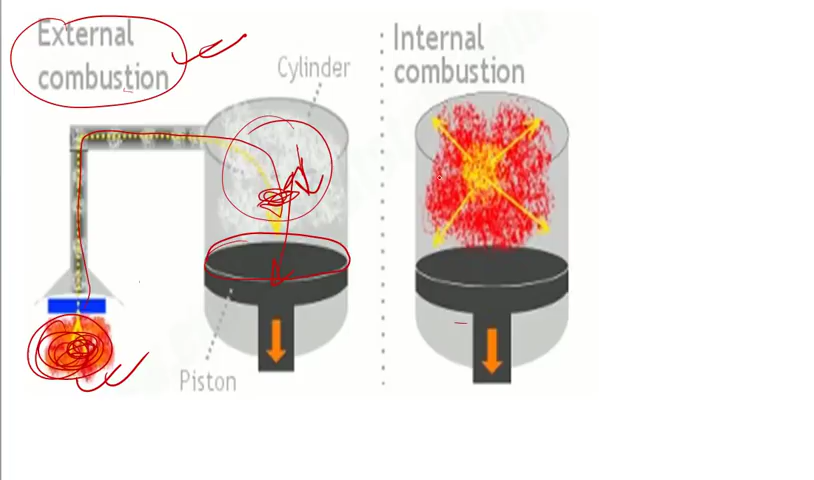 External
combustion
Cylinder
Piston
Internal
combustion